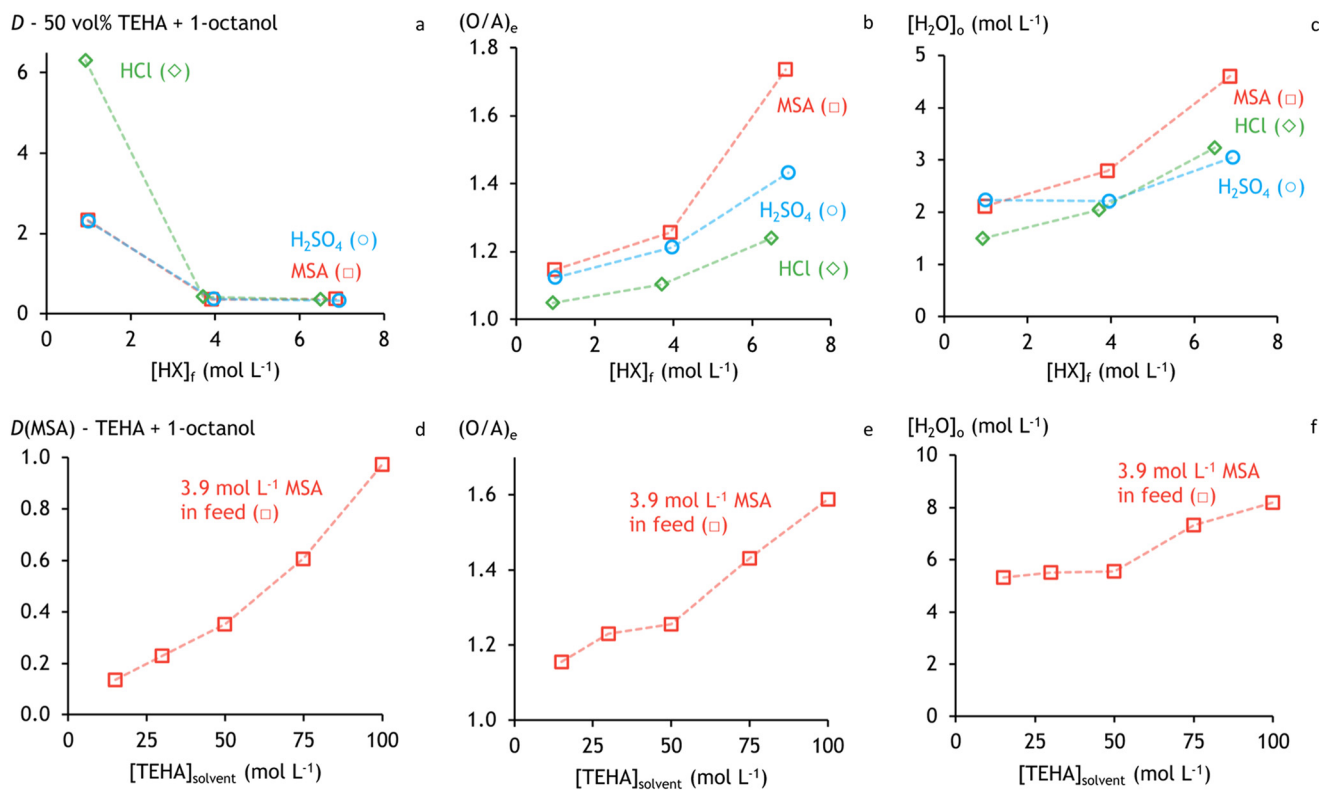 D - 50 vol% TEHA + 1-octanol
a
6
4
2
0
0
2
4
6
8
HCl (◇)
H₂SO₄ (○)
MSA (□)
[HX]f (mol L⁻¹)
(O/A)e
b
1.8
1.6
1.4
1.2
1.0
0
2
4
6
8
MSA (□)
H₂SO₄ (○)
HCl (◇)
[HX]f (mol L⁻¹)
[H₂O]o (mol L⁻¹)
c
5
4
3
2
1
0
0
2
4
6
8
MSA (□)
HCl (◇)
H₂SO₄ (○)
[HX]f (mol L⁻¹)
D(MSA) - TEHA + 1-octanol
d
1.0
0.8
0.6
0.4
0.2
0.0
0
25
50
75
100
3.9 mol L⁻¹ MSA
in feed (□)
[TEHA]solvent (mol L⁻¹)
(O/A)e
e
1.6
1.4
1.2
1.0
0
25
50
75
100
3.9 mol L⁻¹ MSA
in feed (□)
[TEHA]solvent (mol L⁻¹)
[H₂O]o (mol L⁻¹)
f
10
8
6
4
2
0
0
25
50
75
100
3.9 mol L⁻¹ MSA
in feed (□)
[TEHA]solvent (mol L⁻¹)